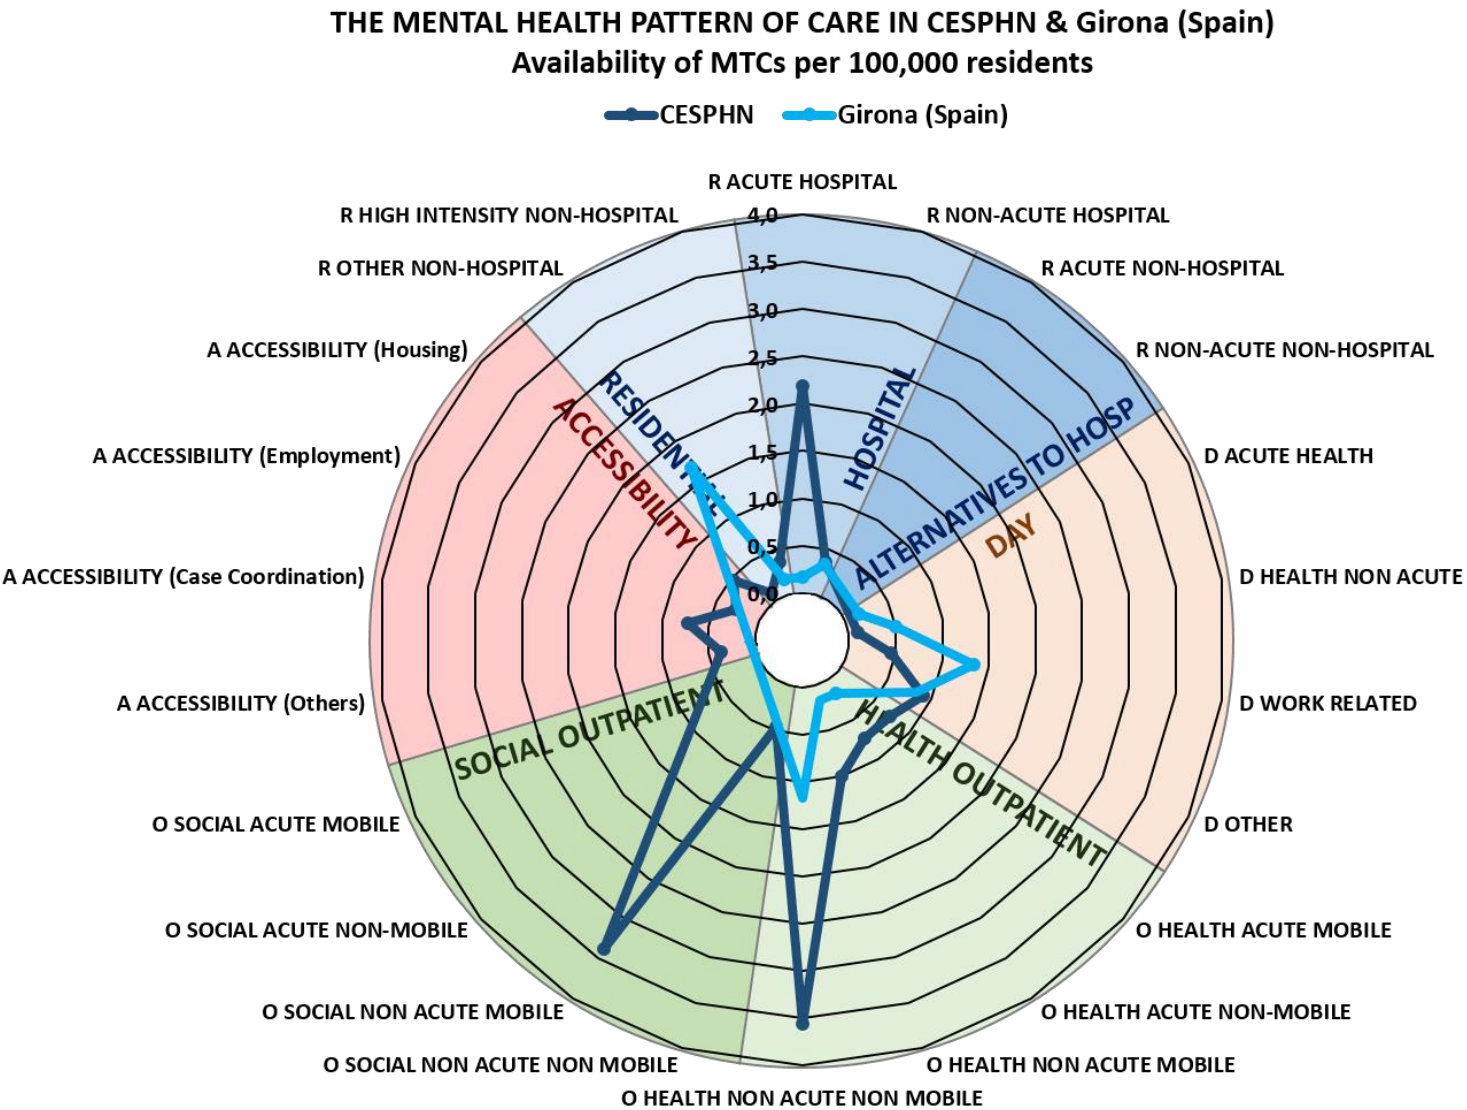 THE MENTAL HEALTH PATTERN OF CARE IN CESPHN & Girona (Spain)
Availability of MTCs per 100,000 residents
CESPHN
Girona (Spain)
R ACUTE HOSPITAL
R NON-ACUTE HOSPITAL
R ACUTE NON-HOSPITAL
R NON-ACUTE NON-HOSPITAL
D ACUTE HEALTH
D HEALTH NON ACUTE
D WORK RELATED
D OTHER
O HEALTH ACUTE MOBILE
O HEALTH ACUTE NON-MOBILE
O HEALTH NON ACUTE MOBILE
O HEALTH NON ACUTE NON MOBILE
O SOCIAL NON ACUTE NON MOBILE
O SOCIAL NON ACUTE MOBILE
O SOCIAL ACUTE NON-MOBILE
O SOCIAL ACUTE MOBILE
A ACCESSIBILITY (Others)
A ACCESSIBILITY (Case Coordination)
A ACCESSIBILITY (Employment)
A ACCESSIBILITY (Housing)
R OTHER NON-HOSPITAL
R HIGH INTENSITY NON-HOSPITAL
4,0
3,5
3,0
2,5
2,0
1,5
1,0
0,5
0,0
HOSPITAL
ALTERNATIVES TO HOSP
DAY
HEALTH OUTPATIENT
SOCIAL OUTPATIENT
ACCESSIBILITY
RESIDENTIAL